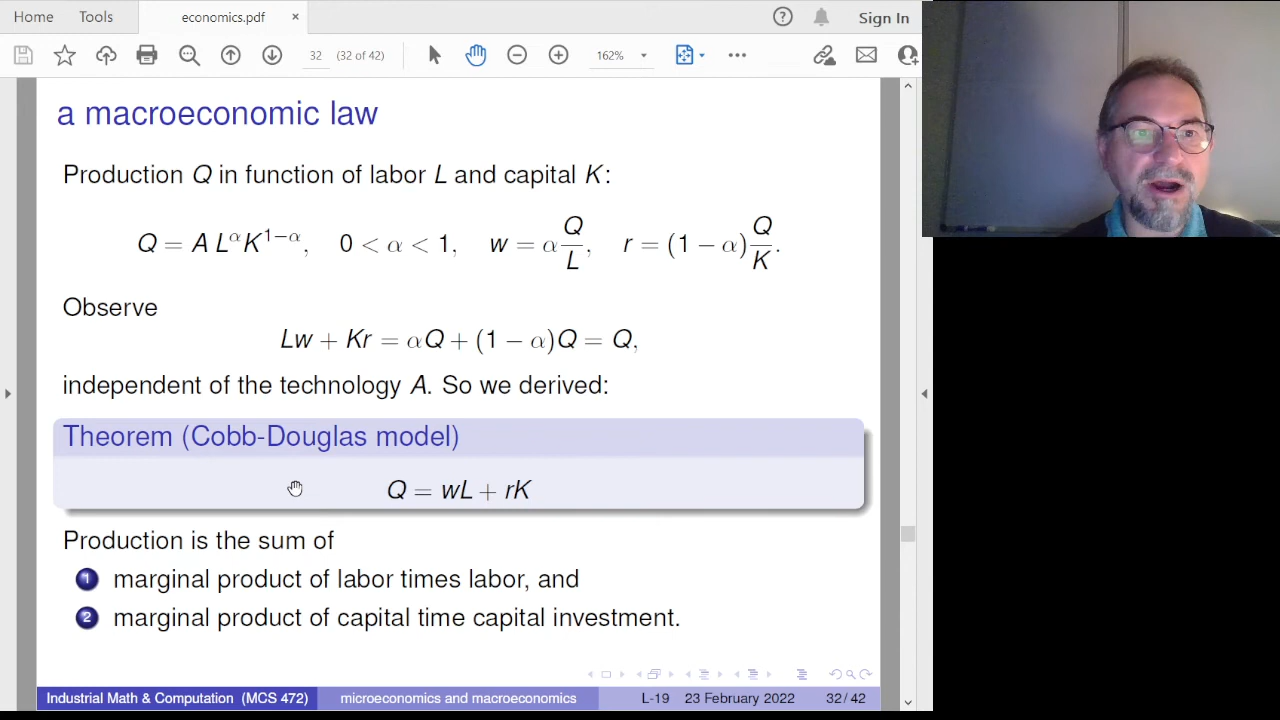 Home Tools economics.pdf × ? Sign In
32 (32 of 42) 162%
a macroeconomic law
Production Q in function of labor L and capital K:
Q = A L^α K^{1−α}, 0 < α < 1, w = α Q/L, r = (1 − α) Q/K.
Observe
Lw + Kr = αQ + (1 − α)Q = Q,
independent of the technology A. So we derived:
Theorem (Cobb-Douglas model)
Q = wL + rK
Production is the sum of
1 marginal product of labor times labor, and
2 marginal product of capital time capital investment.
Industrial Math & Computation (MCS 472) microeconomics and macroeconomics L-19 23 February 2022 32 / 42